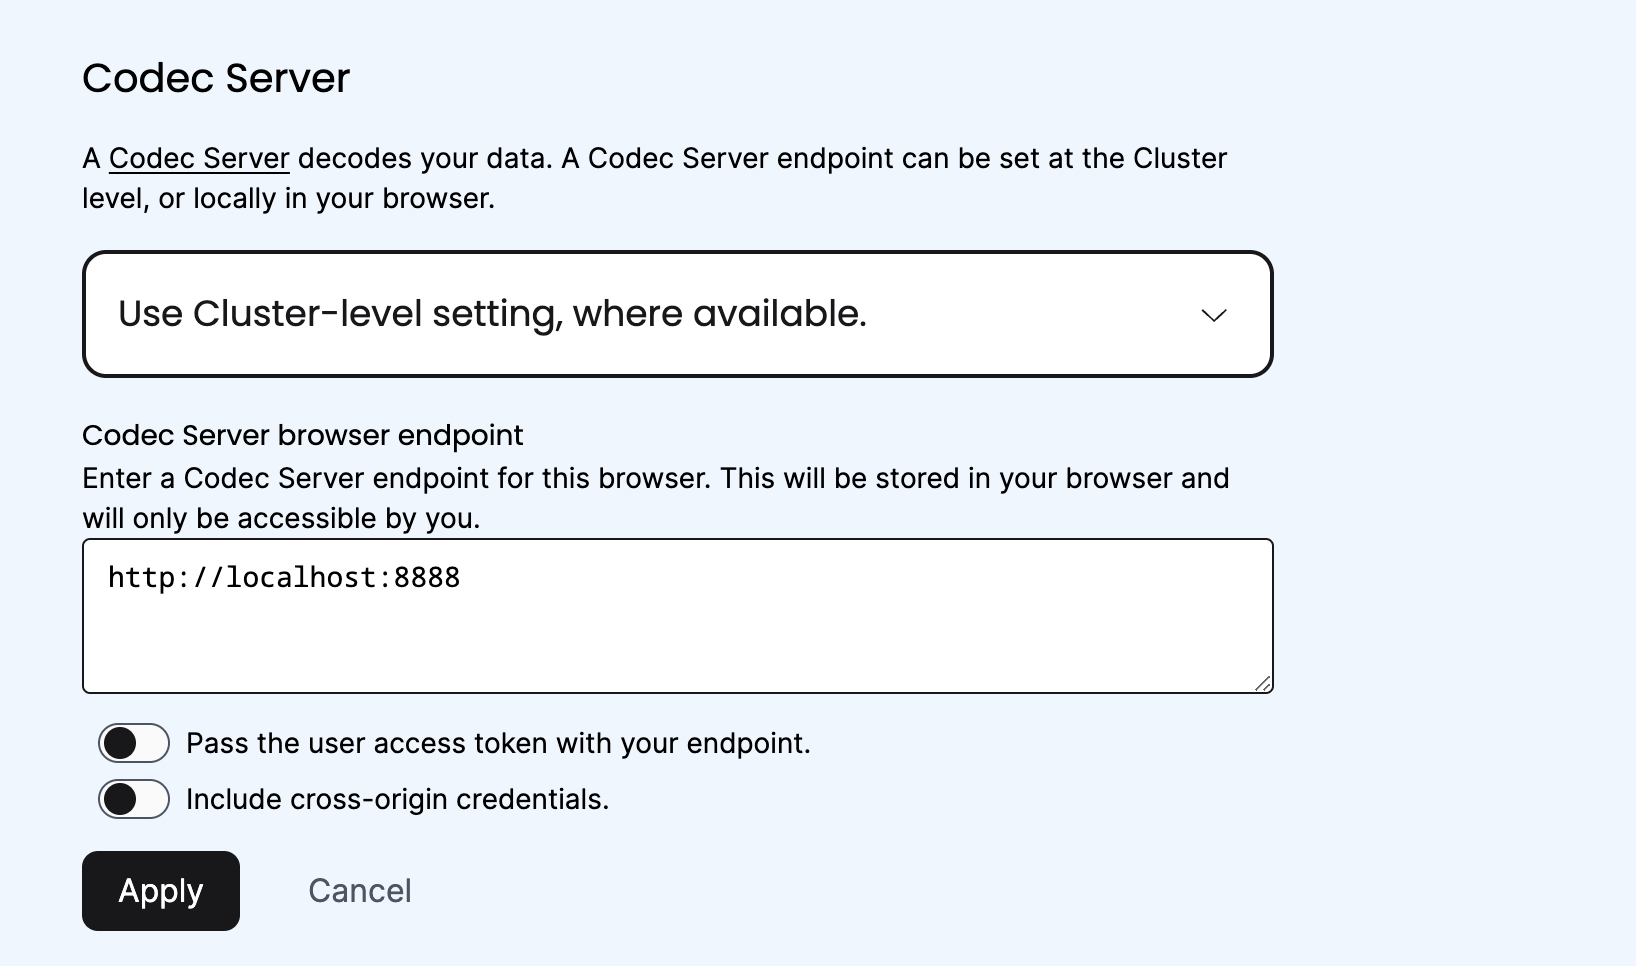 Codec Server
A Codec Server decodes your data. A Codec Server endpoint can be set at the Cluster
level, or locally in your browser.
Use Cluster-level setting, where available.
Codec Server browser endpoint
Enter a Codec Server endpoint for this browser. This will be stored in your browser and
will only be accessible by you.
http://localhost:8888
Pass the user access token with your endpoint.
Include cross-origin credentials.
Apply Cancel